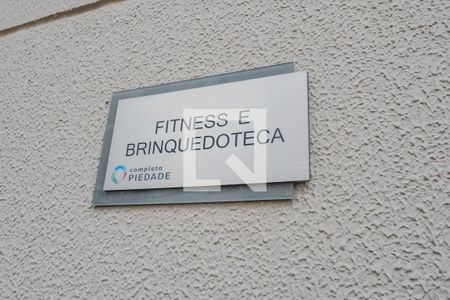 FITNESS E
BRINQUEDOTECA
completo
PIEDADE